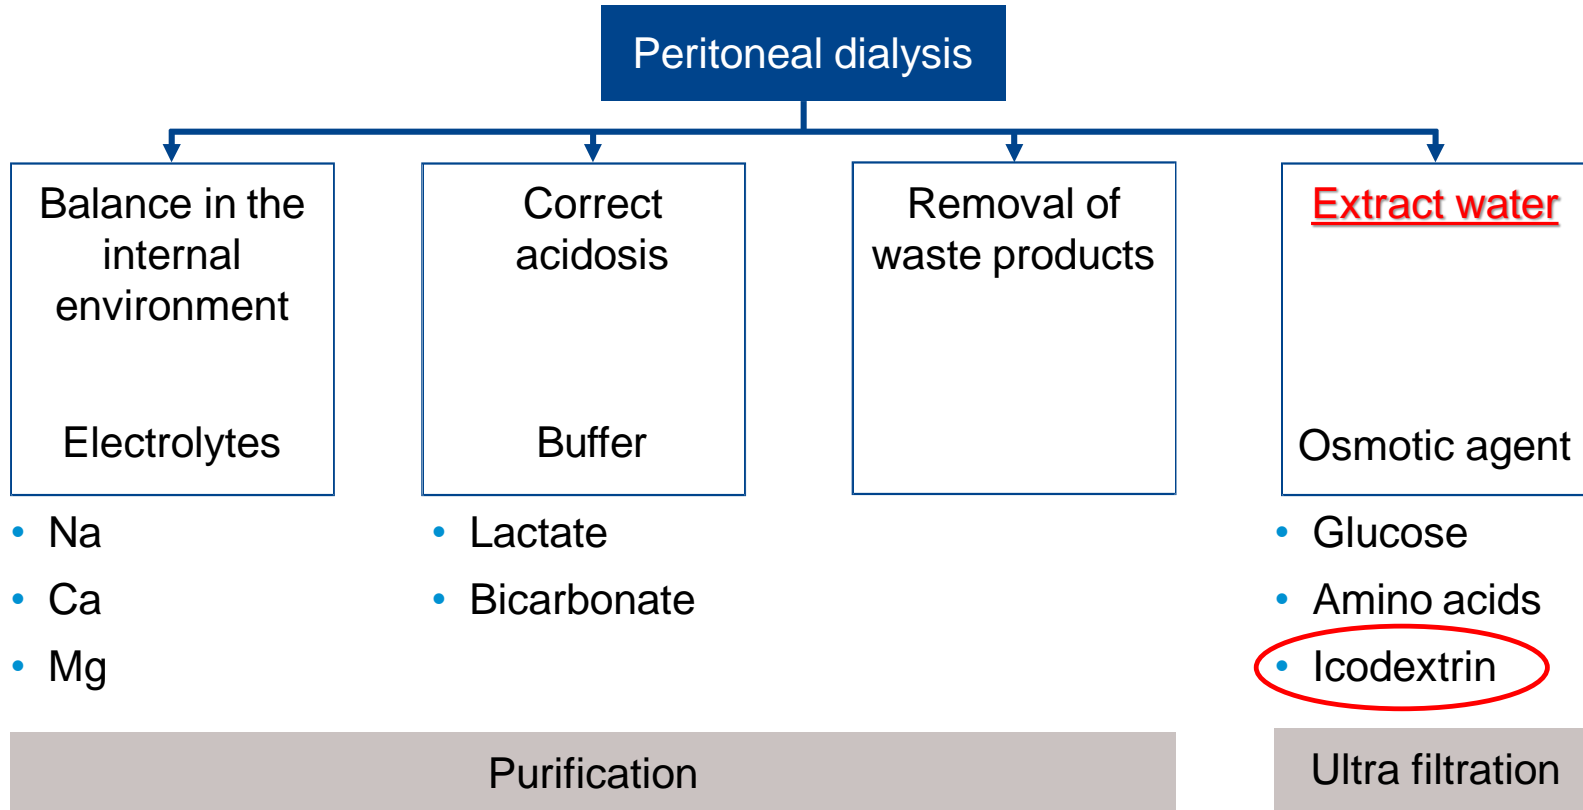 Peritoneal dialysis
Balance in the
internal
environment
Electrolytes
Correct
acidosis
Buffer
Removal of
waste products
Extract water
Osmotic agent
• Na
• Ca
• Mg
• Lactate
• Bicarbonate
• Glucose
• Amino acids
• Icodextrin
Purification
Ultra filtration